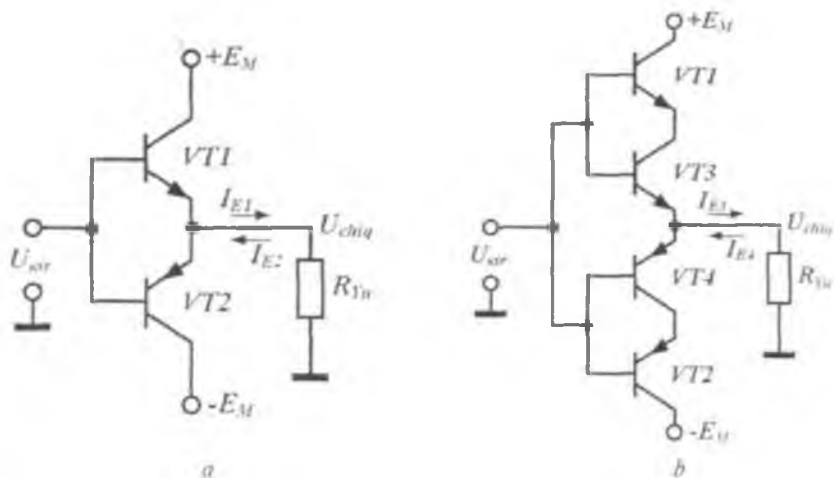 +E_M
VT1
I_E1
U_chiq
U_kir
I_E2
R_Yu
VT2
-E_M
a
+E_M
VT1
VT3
I_E3
U_chiq
U_kir
I_E4
R_Yu
VT4
VT2
-E_M
b